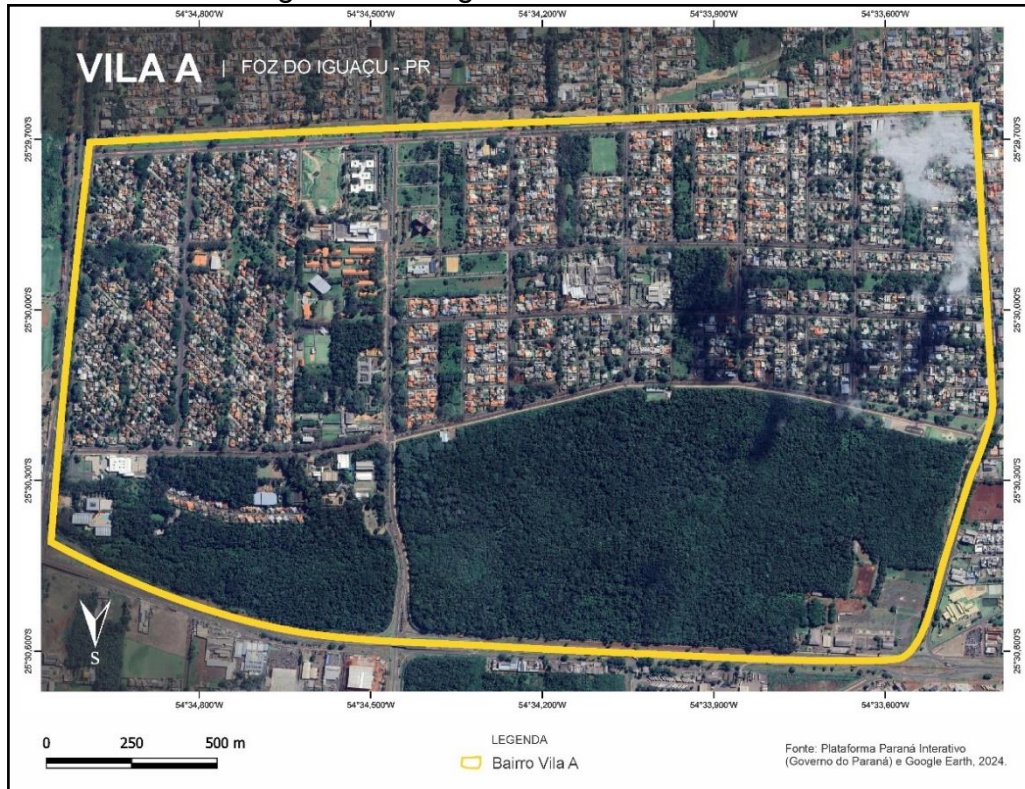 54°34,800'W 54°34,500'W 54°34,200'W 54°33,900'W 54°33,600'W
VILA A | FOZ DO IGUAÇU - PR
25°29,700'S 25°29,700'S
25°30,000'S 25°30,000'S
25°30,300'S 25°30,300'S
25°30,600'S 25°30,600'S
S
54°34,800'W 54°34,500'W 54°34,200'W 54°33,900'W 54°33,600'W
0 250 500 m
LEGENDA
Bairro Vila A
Fonte: Plataforma Paraná Interativo
(Governo do Paraná) e Google Earth, 2024.